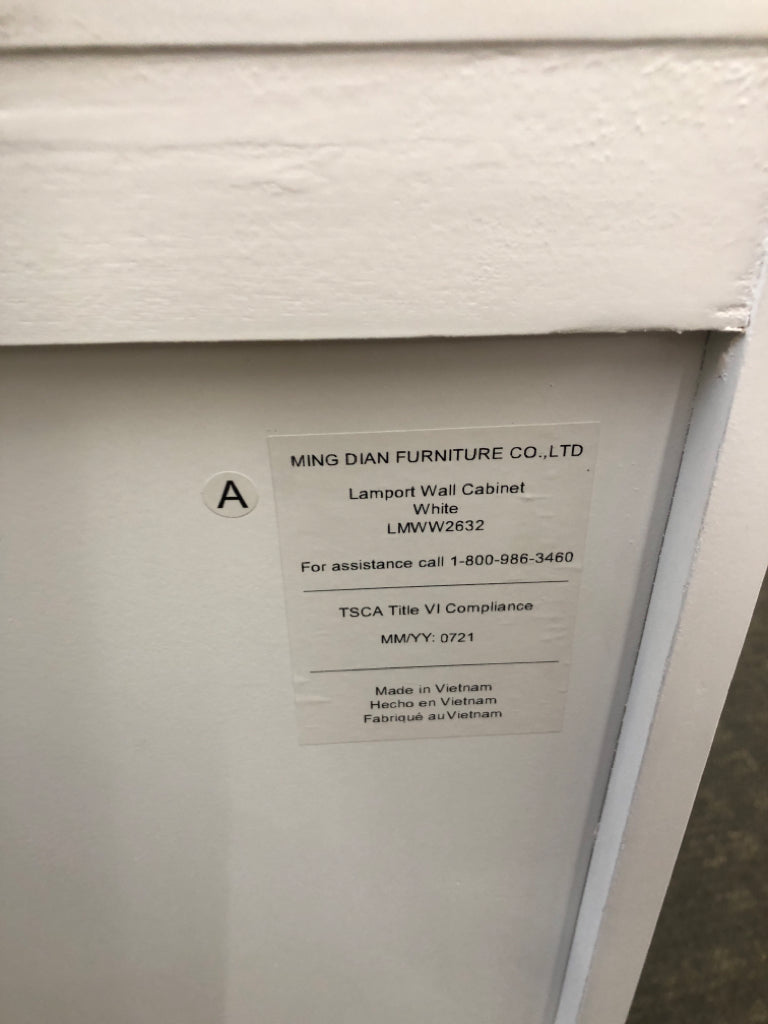 MING DIAN FURNITURE CO.,LTD
A
Lamport Wall Cabinet
White
LMWW2632
For assistance call 1-800-986-3460
TSCA Title VI Compliance
MM/YY: 0721
Made in Vietnam
Hecho en Vietnam
Fabriqué au Vietnam